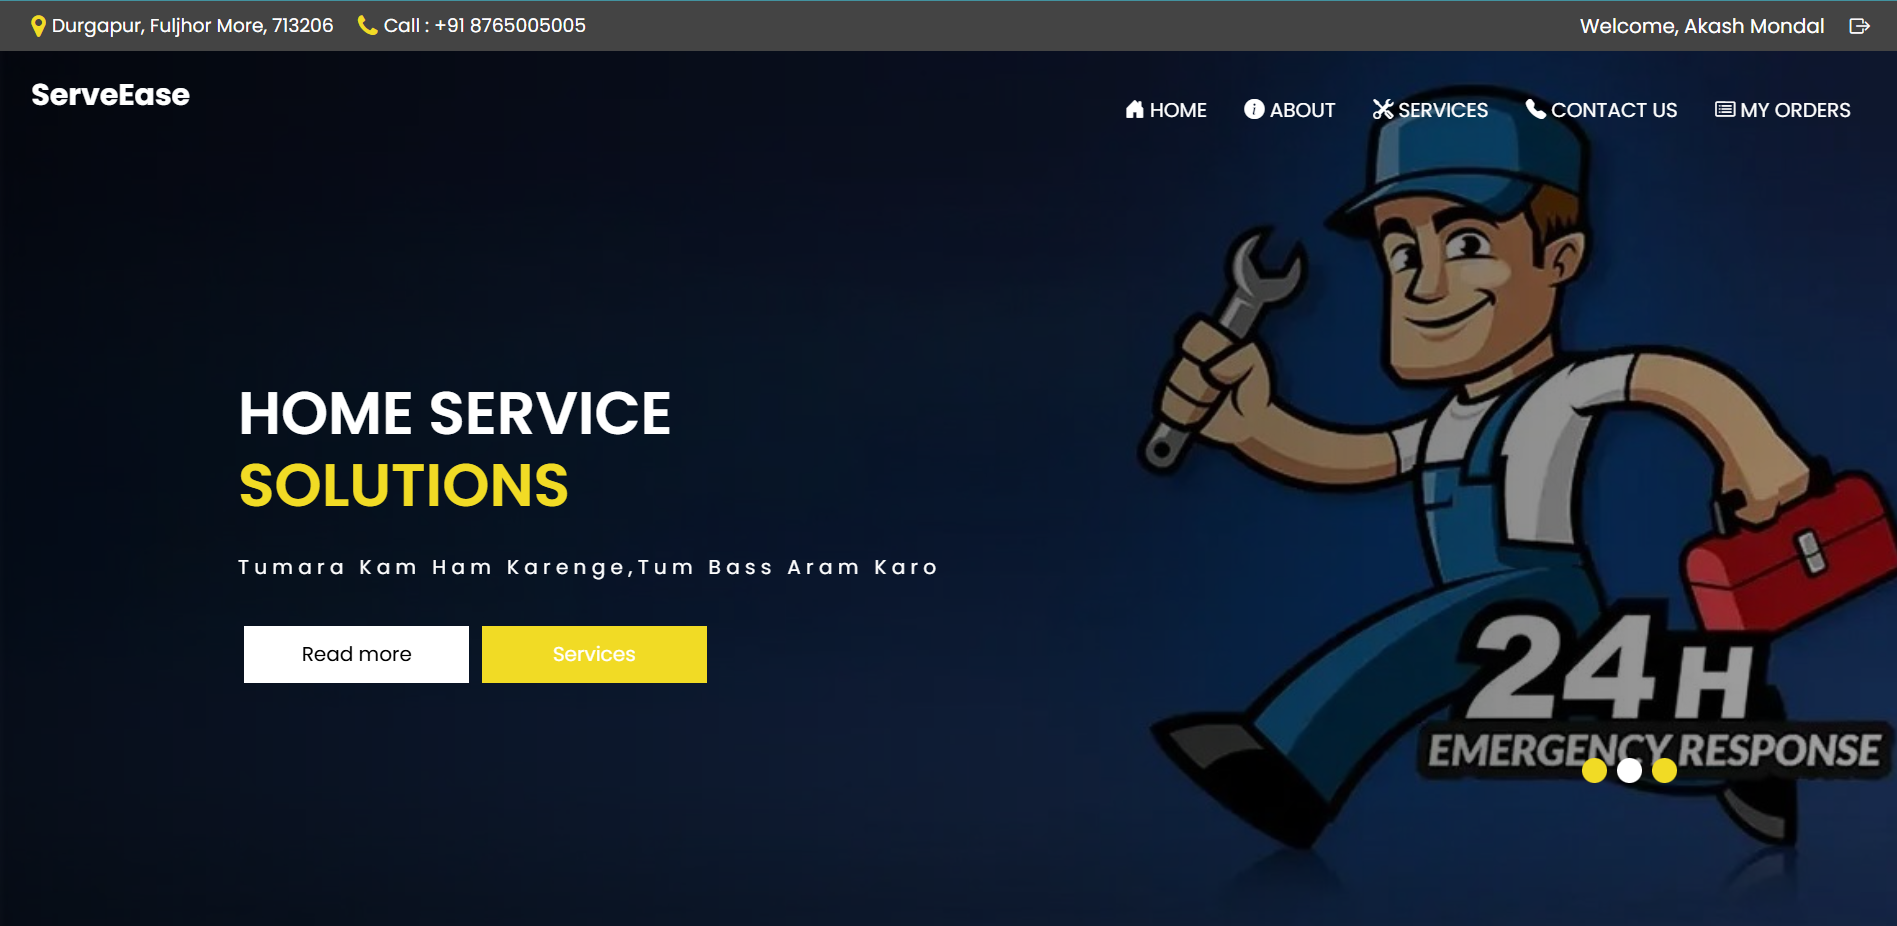 Durgapur, Fuljhor More, 713206 Call : +91 8765005005 Welcome, Akash Mondal
ServeEase
HOME ABOUT SERVICES CONTACT US MY ORDERS
HOME SERVICE
SOLUTIONS
Tumara Kam Ham Karenge,Tum Bass Aram Karo
Read more Services
24 H
EMERGENCY RESPONSE